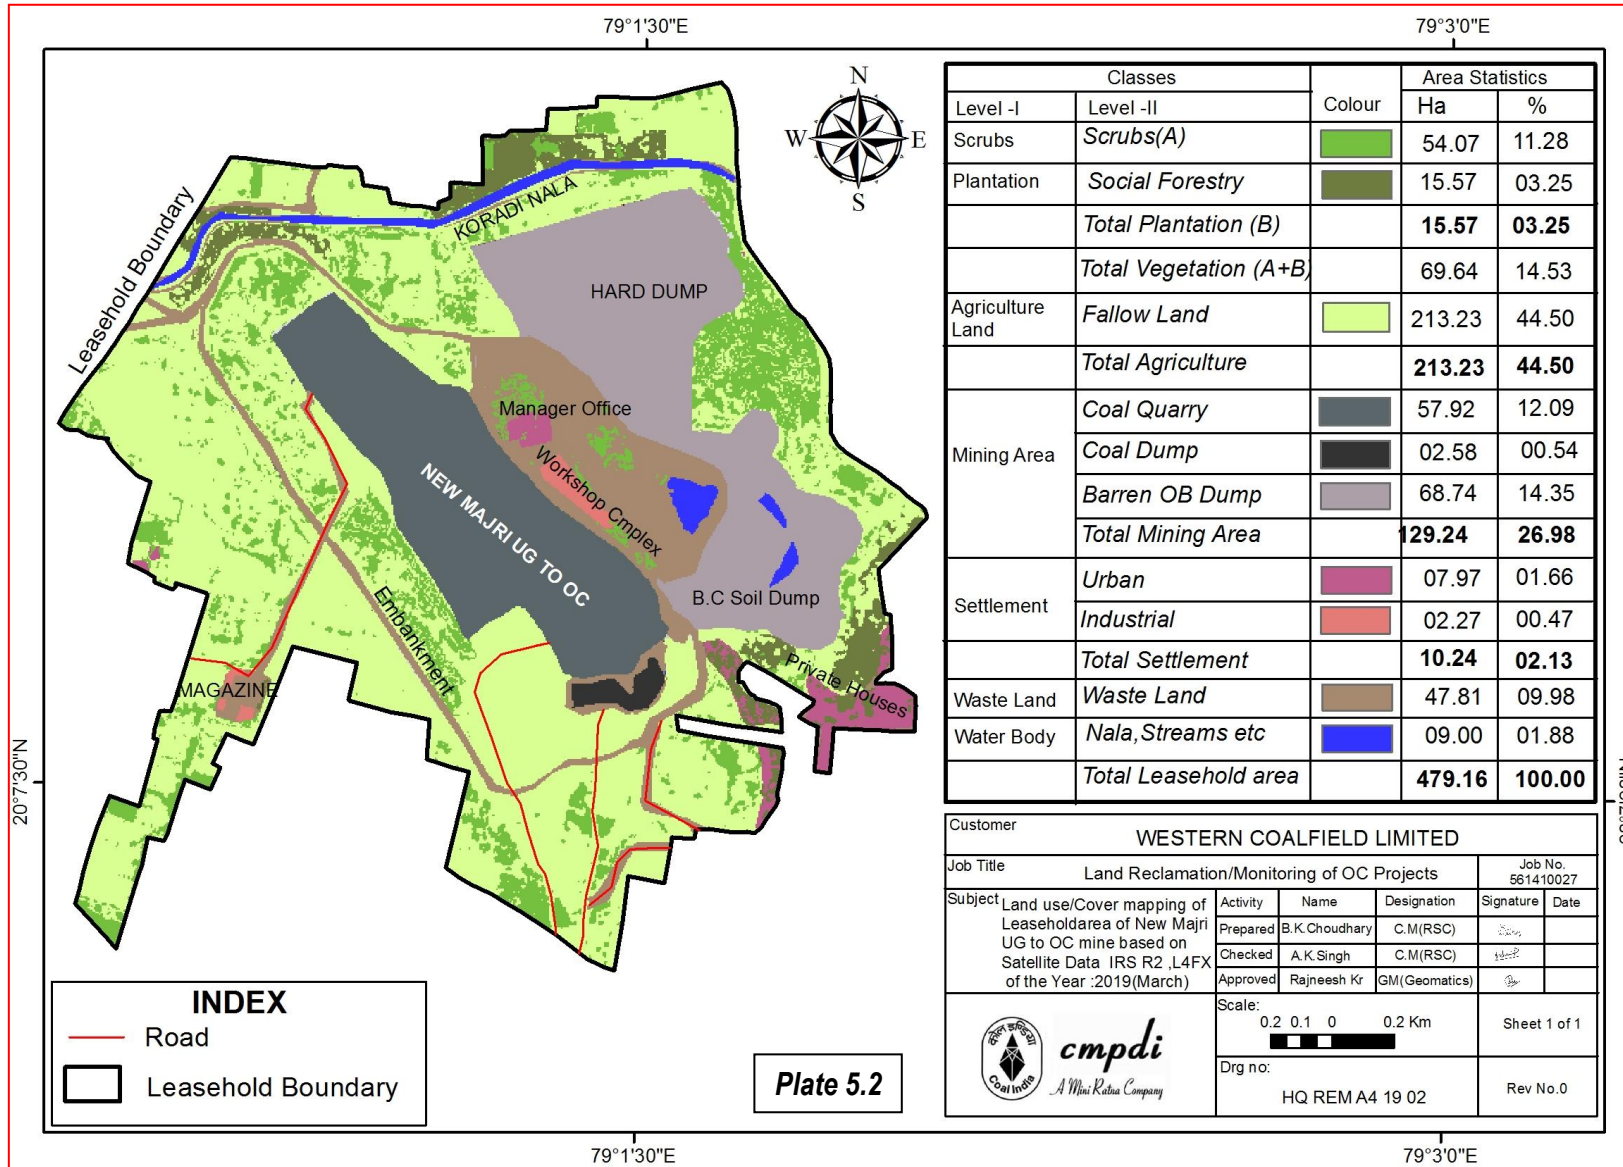 79°1'30"E
79°3'0"E
N
W
E
S
Leasehold Boundary
KORADI NALA
HARD DUMP
Manager Office
Workshop Cmplex
NEW MAJRI UG TO OC
B.C Soil Dump
Embankment
Private Houses
MAGAZINE
20°7'30"N
Classes
Colour
Area Statistics
Level -I
Level -II
Ha
%
Scrubs
Scrubs(A)
54.07
11.28
Plantation
Social Forestry
15.57
03.25
Total Plantation (B)
15.57
03.25
Total Vegetation (A+B)
69.64
14.53
Agriculture
Land
Fallow Land
213.23
44.50
Total Agriculture
213.23
44.50
Mining Area
Coal Quarry
57.92
12.09
Coal Dump
02.58
00.54
Barren OB Dump
68.74
14.35
Total Mining Area
129.24
26.98
Settlement
Urban
07.97
01.66
Industrial
02.27
00.47
Total Settlement
10.24
02.13
Waste Land
Waste Land
47.81
09.98
Water Body
Nala,Streams etc
09.00
01.88
Total Leasehold area
479.16
100.00
Customer
WESTERN COALFIELD LIMITED
Job Title
Land Reclamation/Monitoring of OC Projects
Job No.
561410027
Subject
Land use/Cover mapping of
Leaseholdarea of New Majri
UG to OC mine based on
Satellite Data IRS R2 ,L4FX
of the Year :2019(March)
Activity
Name
Designation
Signature
Date
Prepared
B.K.Choudhary
C.M(RSC)
Checked
A.K.Singh
C.M(RSC)
Approved
Rajneesh Kr
GM(Geomatics)
Scale:
0.2 0.1 0 0.2 Km
Sheet 1 of 1
Drg no:
HQ REM A4 19 02
Rev No.0
कोल इण्डिया
Coal India
cmpdi
A Mini Ratna Company
INDEX
Road
Leasehold Boundary
Plate 5.2
79°1'30"E
79°3'0"E